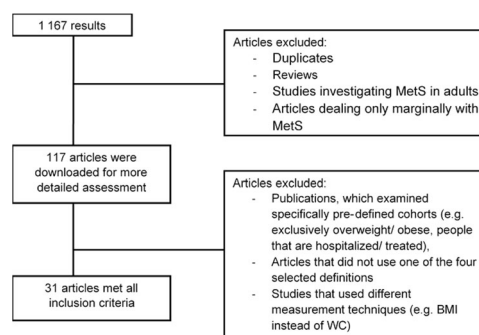 1 167 results
Articles excluded:
- Duplicates
- Reviews
- Studies investigating MetS in adults
- Articles dealing only marginally with
MetS
117 articles were
downloaded for more
detailed assessment
Articles excluded:
- Publications, which examined
specifically pre-defined cohorts (e.g.
exclusively overweight/ obese, people
that are hospitalized/ treated),
- Articles that did not use one of the four
selected definitions
- Studies that used different
measurement techniques (e.g. BMI
instead of WC)
31 articles met all
inclusion criteria